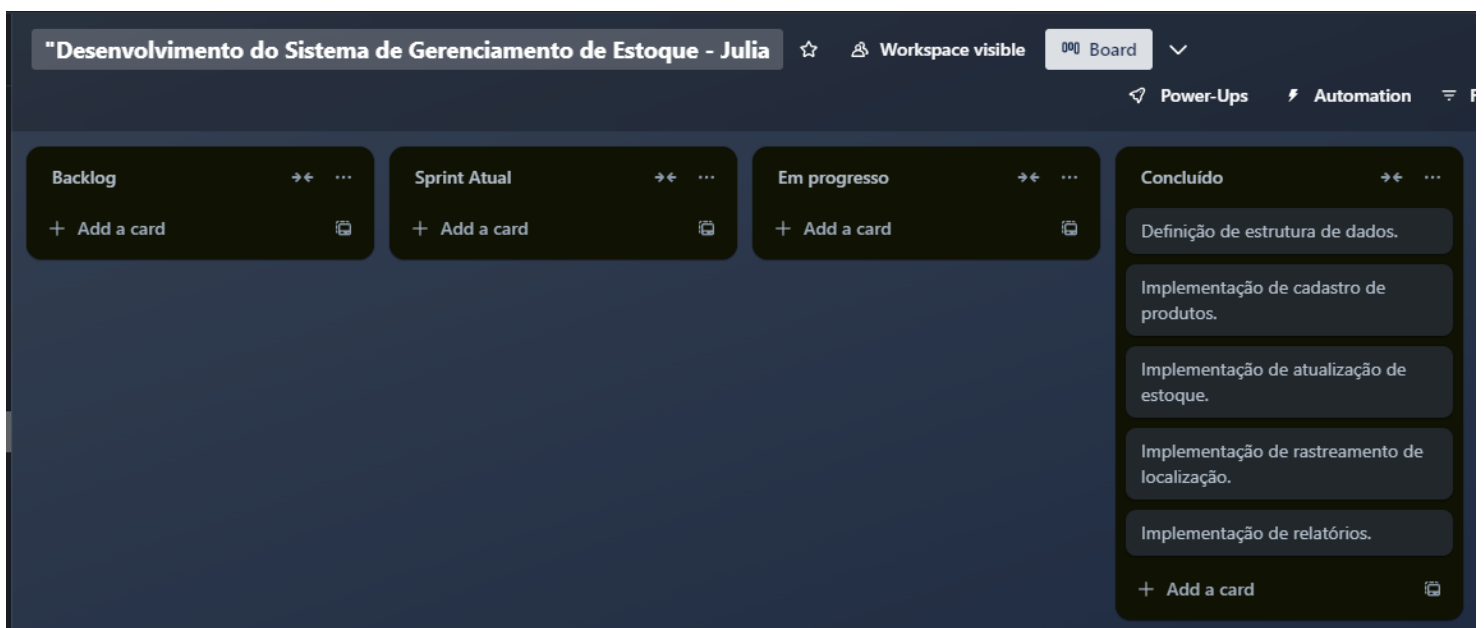 "Desenvolvimento do Sistema de Gerenciamento de Estoque - Julia
Workspace visible
Board
Power-Ups
Automation
F
Backlog
Add a card
Sprint Atual
Add a card
Em progresso
Add a card
Concluído
Definição de estrutura de dados.
Implementação de cadastro de
produtos.
Implementação de atualização de
estoque.
Implementação de rastreamento de
localização.
Implementação de relatórios.
Add a card